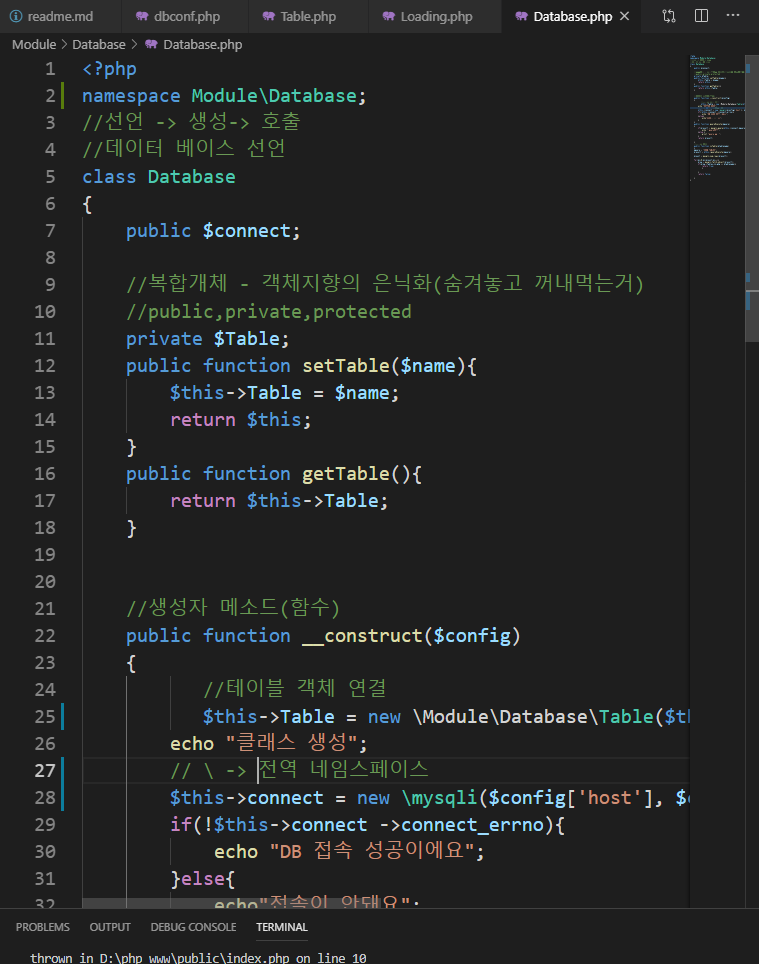 readme.md dbconf.php Table.php Loading.php Database.php
Module > Database > Database.php
1 <?php
2 namespace Module\Database;
3 //선언 -> 생성-> 호출
4 //데이터 베이스 선언
5 class Database
6 {
7 public $connect;
8
9 //복합개체 - 객체지향의 은닉화(숨겨놓고 꺼내먹는거)
10 //public,private,protected
11 private $Table;
12 public function setTable($name){
13 $this->Table = $name;
14 return $this;
15 }
16 public function getTable(){
17 return $this->Table;
18 }
19
20
21 //생성자 메소드(함수)
22 public function __construct($config)
23 {
24 //테이블 객체 연결
25 $this->Table = new \Module\Database\Table($th
26 echo "클래스 생성";
27 // \ -> 전역 네임스페이스
28 $this->connect = new \mysqli($config['host'], $c
29 if(!$this->connect ->connect_errno){
30 echo "DB 접속 성공이에요";
31 }else{
32 echo"접속이 안돼요";
PROBLEMS OUTPUT DEBUG CONSOLE TERMINAL
thrown in D:\php_www\public\index.php on line 10